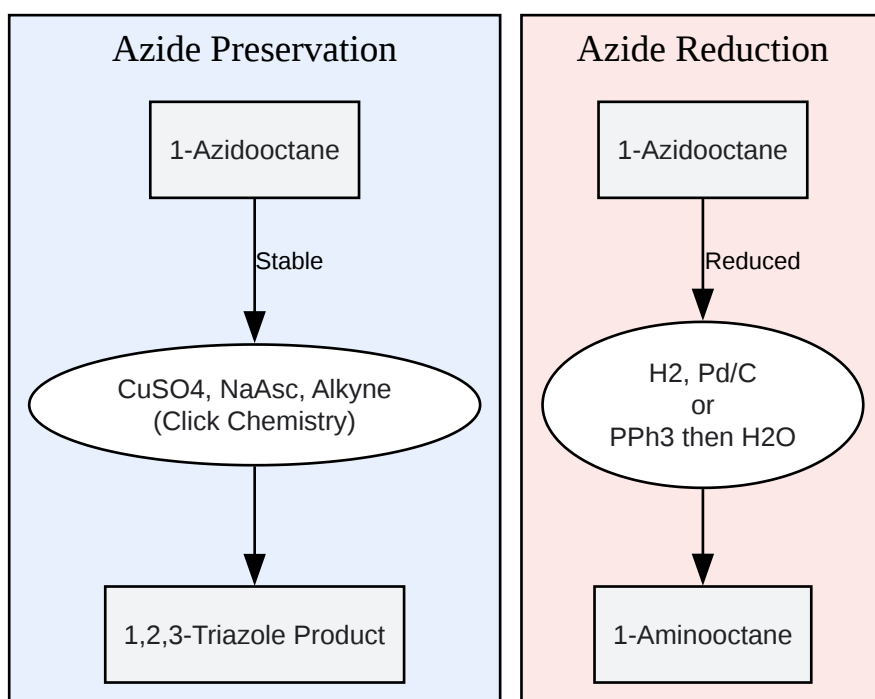 Azide Preservation
1-Azidooctane
Stable
CuSO4, NaAsc, Alkyne
(Click Chemistry)
1,2,3-Triazole Product
Azide Reduction
1-Azidooctane
Reduced
H2, Pd/C
or
PPh3 then H2O
1-Aminooctane